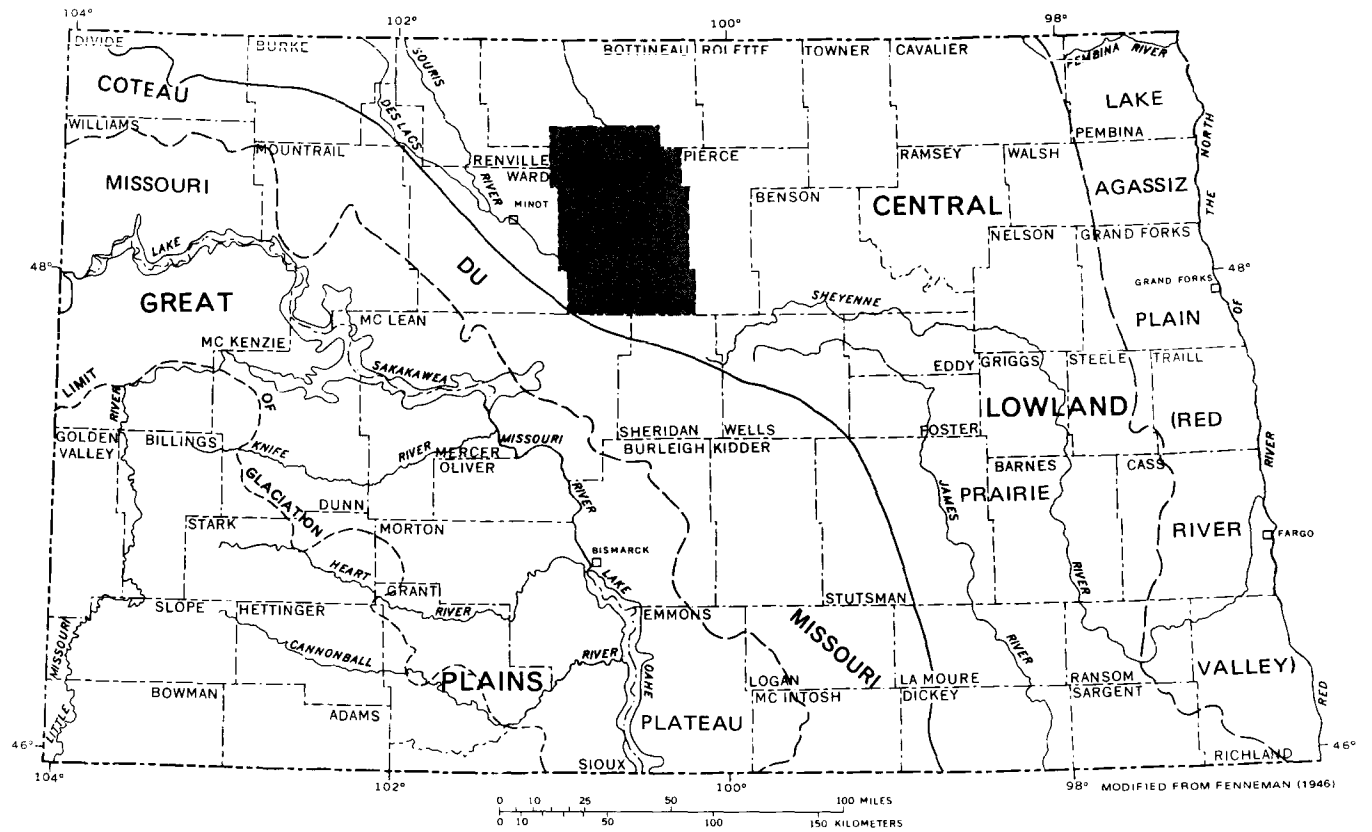 104° 102° 100° 98°
DIVIDE BURKE BOTTINEAU ROLETTE TOWNER CAVALIER
SOURIS
RIVER
DES LACS
PEMBINA RIVER
COTEAU
LAKE
WILLIAMS
PEMBINA
MOUNTRAIL
RENVILLE
WARD
PIERCE
RAMSEY
WALSH
MISSOURI
AGASSIZ
THE NORTH
MINOT
BENSON
CENTRAL
NELSON
GRAND FORKS
LAKE
48°
DU
48°
GRAND FORKS
OF
GREAT
SHEYENNE
PLAIN
MC LEAN
MC KENZIE
SAKAKAWEA
EDDY
GRIGGS
STEELE
TRAILL
LIMIT
OF
RIVER
LOWLAND
(RED
GOLDEN
VALLEY
BILLINGS
KNIFE
RIVER
MERCER
OLIVER
MISSOURI
SHERIDAN
WELLS
FOSTER
BURLEIGH
KIDDER
BARNES
CASS
RIVER
GLACIATION
DUNN
RIVER
JAMES
PRAIRIE
STARK
MORTON
RIVER
FARGO
BISMARCK
HEART
LAKE
GRANT
RIVER
SLOPE
HETTINGER
RIVER
EMMONS
STUTSMAN
MISSOURI
CANNONBALL
RIVER
MISSOURI
RIVER
LITTLE
OAHE
PLAINS
BOWMAN
ADAMS
LOGAN
MC INTOSH
LA MOURE
DICKEY
RANSOM
SARGENT
VALLEY)
RED
PLATEAU
46°
46°
SIOUX
RICHLAND
104° 102° 100° 98°
MODIFIED FROM FENNEMAN (1946)
0 10 25 50 100 MILES
0 10 50 100 150 KILOMETERS